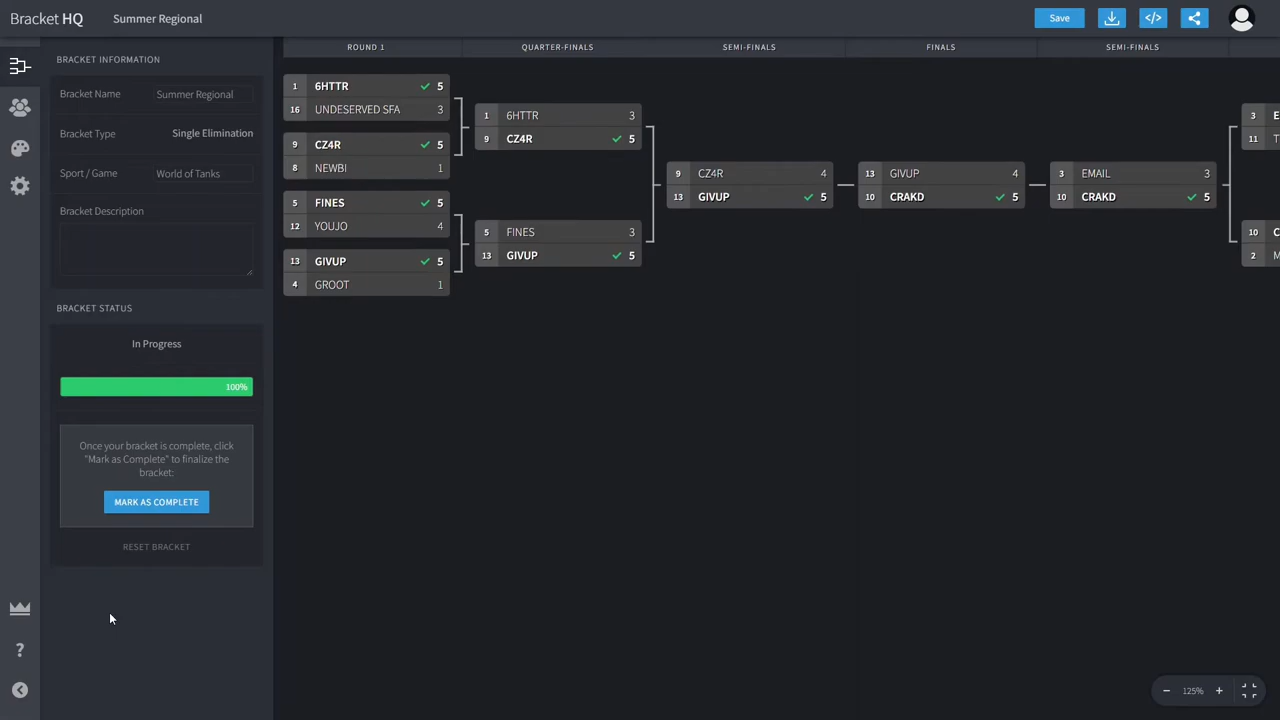 Bracket HQ
Summer Regional
Save
BRACKET INFORMATION
Bracket Name Summer Regional
Bracket Type Single Elimination
Sport / Game World of Tanks
Bracket Description
BRACKET STATUS
In Progress
100%
Once your bracket is complete, click
"Mark as Complete" to finalize the
bracket:
MARK AS COMPLETE
RESET BRACKET
?
ROUND 1
QUARTER-FINALS
SEMI-FINALS
FINALS
SEMI-FINALS
1 6HTTR 5
16 UNDESERVED SFA 3
9 CZ4R 5
8 NEWBI 1
5 FINES 5
12 YOUJO 4
13 GIVUP 5
4 GROOT 1
1 6HTTR 3
9 CZ4R 5
5 FINES 3
13 GIVUP 5
9 CZ4R 4
13 GIVUP 5
13 GIVUP 4
10 CRAKD 5
3 EMAIL 3
10 CRAKD 5
3 E
11 T
10 C
2 M
125%